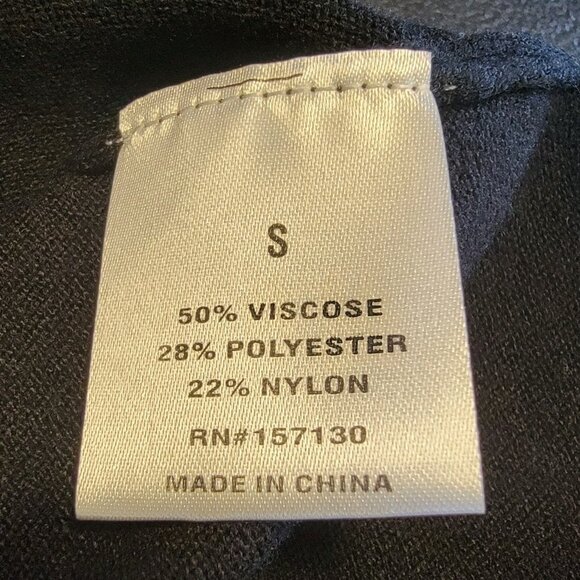 S
50% VISCOSE
28% POLYESTER
22% NYLON
RN#157130
MADE IN CHINA